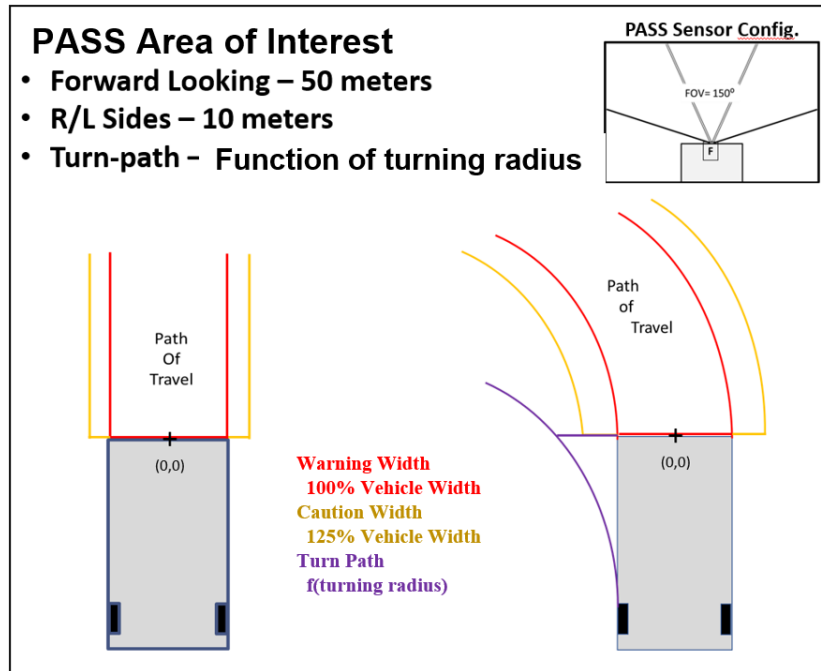 PASS Area of Interest
• Forward Looking – 50 meters
• R/L Sides – 10 meters
• Turn-path – Function of turning radius
PASS Sensor Config.
FOV= 150⁰
F
Path
Of
Travel
(0,0)
Warning Width
100% Vehicle Width
Caution Width
125% Vehicle Width
Turn Path
f(turning radius)
Path
of
Travel
(0,0)